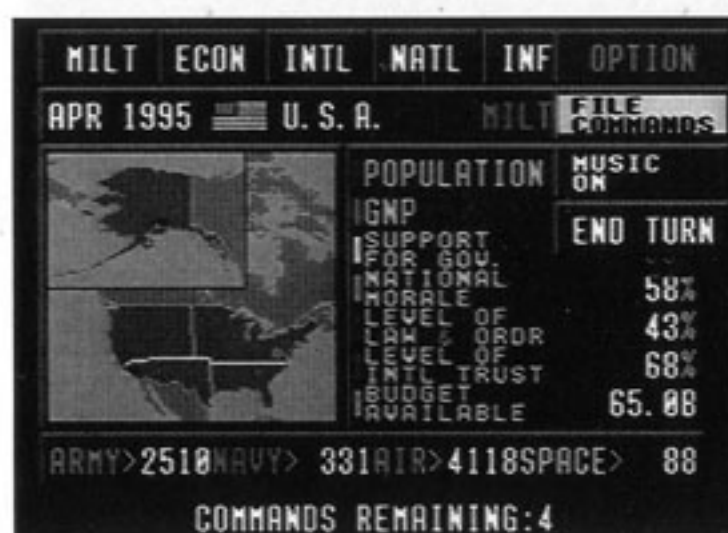 MILT ECON INTL NATL INF OPTION
APR 1995 U.S.A. MILT FILE COMMANDS
MUSIC ON
END TURN
POPULATION
GNP
SUPPORT FOR GOV.
NATIONAL MORALE 58%
LEVEL OF LAW & ORDR 43%
LEVEL OF INTL TRUST 68%
BUDGET AVAILABLE 65.0B
ARMY>2510NAVY> 331AIR>4118SPACE> 88
COMMANDS REMAINING:4